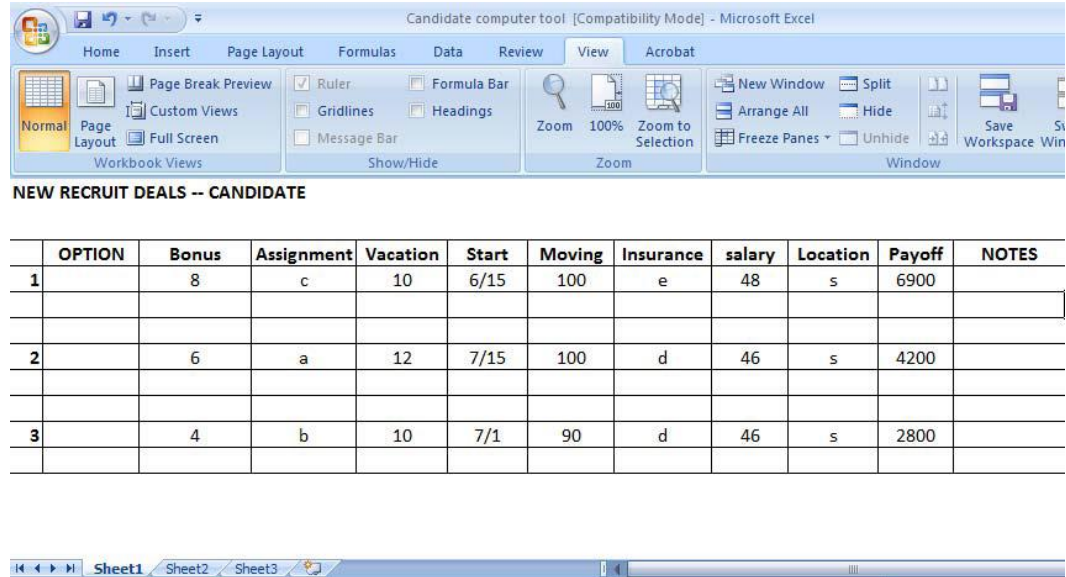 Candidate computer tool [Compatibility Mode] - Microsoft Excel
Home Insert Page Layout Formulas Data Review View Acrobat
Normal
Page Layout
Page Break Preview
Custom Views
Full Screen
Workbook Views
Ruler
Gridlines
Message Bar
Formula Bar
Headings
Show/Hide
Zoom
100%
Zoom to Selection
Zoom
New Window
Arrange All
Freeze Panes
Split
Hide
Unhide
Save Workspace
Window
NEW RECRUIT DEALS -- CANDIDATE
OPTION Bonus Assignment Vacation Start Moving Insurance salary Location Payoff NOTES
1 8 c 10 6/15 100 e 48 s 6900
2 6 a 12 7/15 100 d 46 s 4200
3 4 b 10 7/1 90 d 46 s 2800
Sheet1 Sheet2 Sheet3